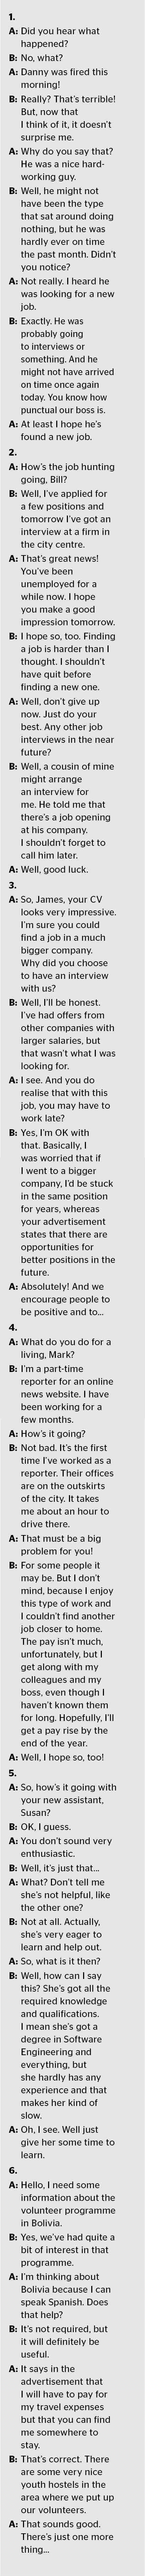 1.
A: Did you hear what
happened?
B: No, what?
A: Danny was fired this
morning!
B: Really? That's terrible!
But, now that
I think of it, it doesn't
surprise me.
A: Why do you say that?
He was a nice hard-
working guy.
B: Well, he might not
have been the type
that sat around doing
nothing, but he was
hardly ever on time
the past month. Didn't
you notice?
A: Not really. I heard he
was looking for a new
job.
B: Exactly. He was
probably going
to interviews or
something. And he
might not have arrived
on time once again
today. You know how
punctual our boss is.
A: At least I hope he's
found a new job.
2.
A: How's the job hunting
going, Bill?
B: Well, I've applied for
a few positions and
tomorrow I've got an
interview at a firm in
the city centre.
A: That's great news!
You've been
unemployed for a
while now. I hope
you make a good
impression tomorrow.
B: I hope so, too. Finding
a job is harder than I
thought. I shouldn't
have quit before
finding a new one.
A: Well, don't give up
now. Just do your
best. Any other job
interviews in the near
future?
B: Well, a cousin of mine
might arrange
an interview for
me. He told me that
there's a job opening
at his company.
I shouldn't forget to
call him later.
A: Well, good luck.
3.
A: So, James, your CV
looks very impressive.
I'm sure you could
find a job in a much
bigger company.
Why did you choose
to have an interview
with us?
B: Well, I'll be honest.
I've had offers from
other companies with
larger salaries, but
that wasn't what I was
looking for.
A: I see. And you do
realise that with this
job, you may have to
work late?
B: Yes, I'm OK with
that. Basically, I
was worried that if
I went to a bigger
company, I'd be stuck
in the same position
for years, whereas
your advertisement
states that there are
opportunities for
better positions in the
future.
A: Absolutely! And we
encourage people to
be positive and to...
4.
A: What do you do for a
living, Mark?
B: I'm a part-time
reporter for an online
news website. I have
been working for a
few months.
A: How's it going?
B: Not bad. It's the first
time I've worked as a
reporter. Their offices
are on the outskirts
of the city. It takes
me about an hour to
drive there.
A: That must be a big
problem for you!
B: For some people it
may be. But I don't
mind, because I enjoy
this type of work and
I couldn't find another
job closer to home.
The pay isn't much,
unfortunately, but I
get along with my
colleagues and my
boss, even though I
haven't known them
for long. Hopefully, I'll
get a pay rise by the
end of the year.
A: Well, I hope so, too!
5.
A: So, how's it going with
your new assistant,
Susan?
B: OK, I guess.
A: You don't sound very
enthusiastic.
B: Well, it's just that...
A: What? Don't tell me
she's not helpful, like
the other one?
B: Not at all. Actually,
she's very eager to
learn and help out.
A: So, what is it then?
B: Well, how can I say
this? She's got all the
required knowledge
and qualifications.
I mean she's got a
degree in Software
Engineering and
everything, but
she hardly has any
experience and that
makes her kind of
slow.
A: Oh, I see. Well just
give her some time to
learn.
6.
A: Hello, I need some
information about the
volunteer programme
in Bolivia.
B: Yes, we've had quite a
bit of interest in that
programme.
A: I'm thinking about
Bolivia because I can
speak Spanish. Does
that help?
B: It's not required, but
it will definitely be
useful.
A: It says in the
advertisement that
I will have to pay for
my travel expenses
but that you can find
me somewhere to
stay.
B: That's correct. There
are some very nice
youth hostels in the
area where we put up
our volunteers.
A: That sounds good.
There's just one more
thing...